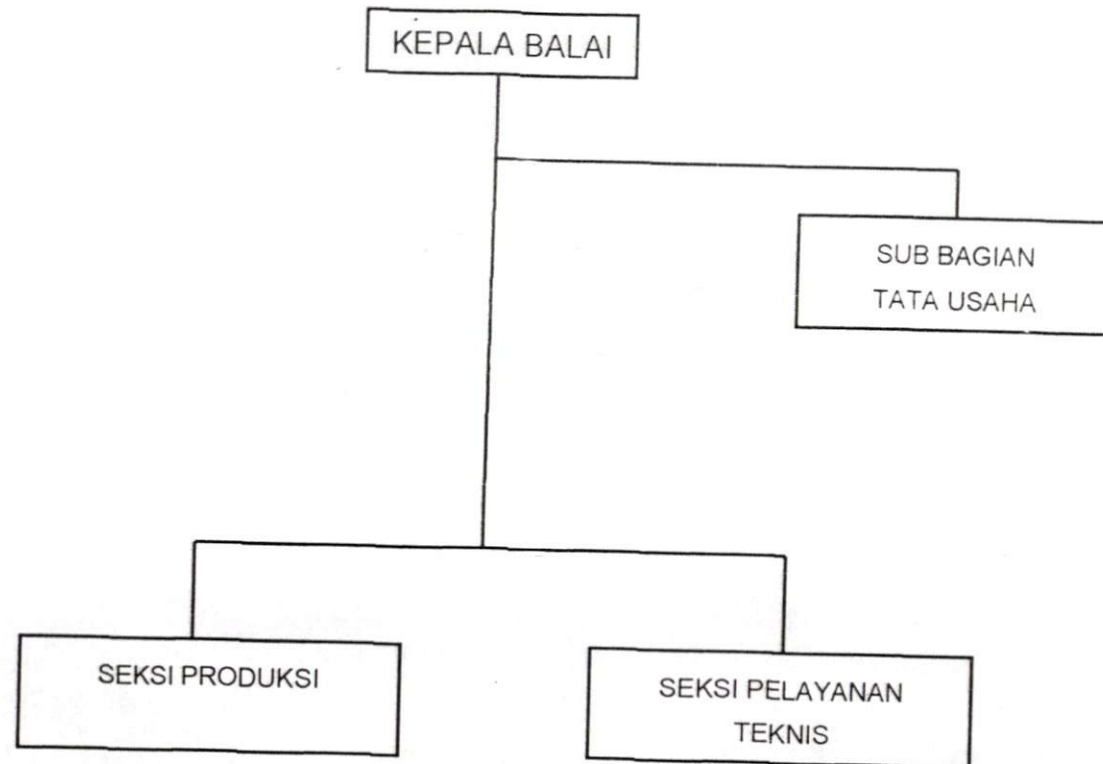 KEPALA BALAI
SUB BAGIAN
TATA USAHA
SEKSI PRODUKSI
SEKSI PELAYANAN
TEKNIS